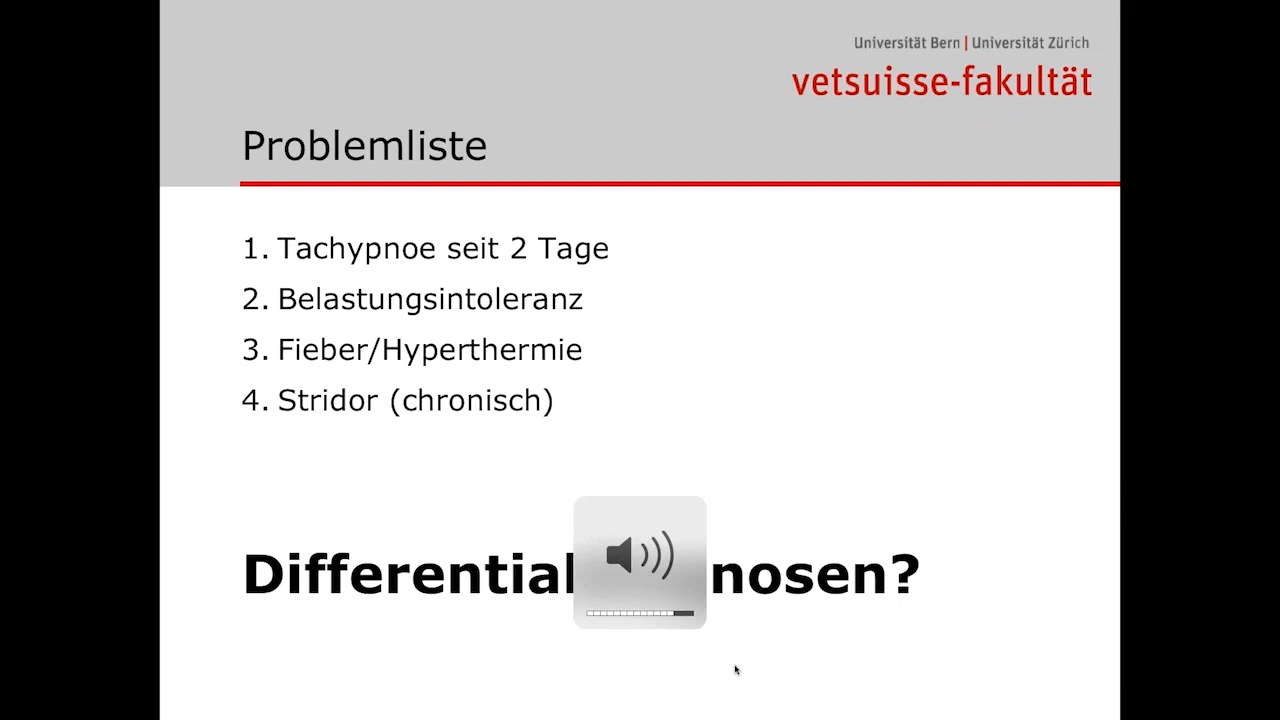 Universität Bern | Universität Zürich
vetsuisse-fakultät
Problemliste
1. Tachypnoe seit 2 Tage
2. Belastungsintoleranz
3. Fieber/Hyperthermie
4. Stridor (chronisch)
Differential nosen?